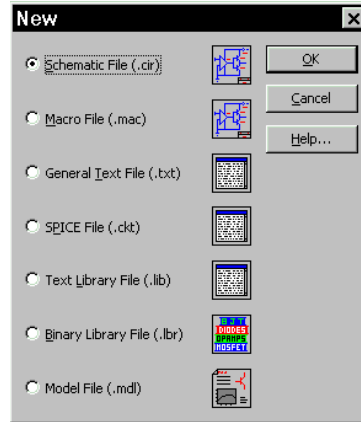 New
Schematic File (.cir)
OK
Macro File (.mac)
Cancel
General Text File (.txt)
Help...
SPICE File (.ckt)
Text Library File (.lib)
Binary Library File (.lbr)
BJT
DIODES
OPAMPS
MOSFET
Model File (.mdl)